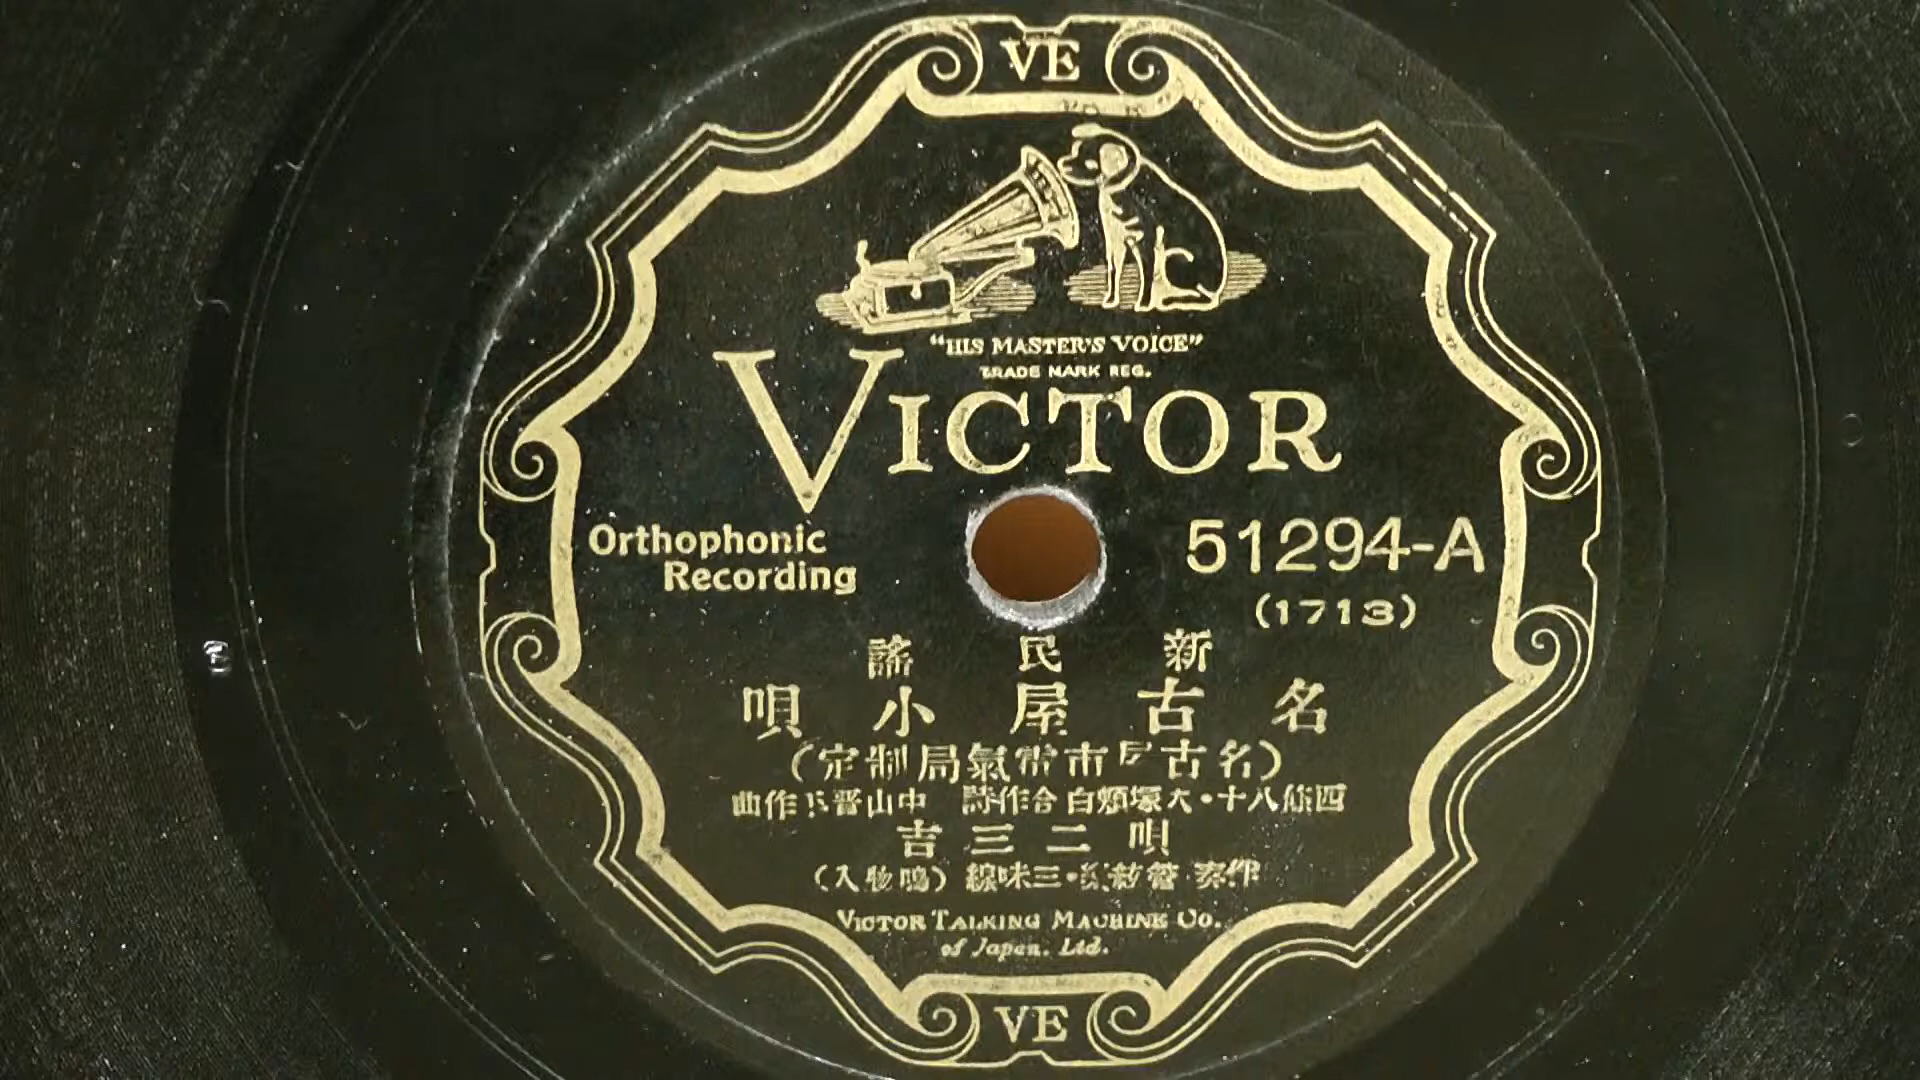 VE
"HIS MASTER'S VOICE"
TRADE MARK REG.
VICTOR
Orthophonic
Recording
51294-A
(1713)
新民謠
名古屋小唄
(名古屋市電氣局制定)
西條八十・大塚頬白合作詩 中山晋平作曲
唄 二三吉
伴奏 管絃樂・三味線 (鳴物入)
VICTOR TALKING MACHINE CO.
of Japan, Ltd.
VE